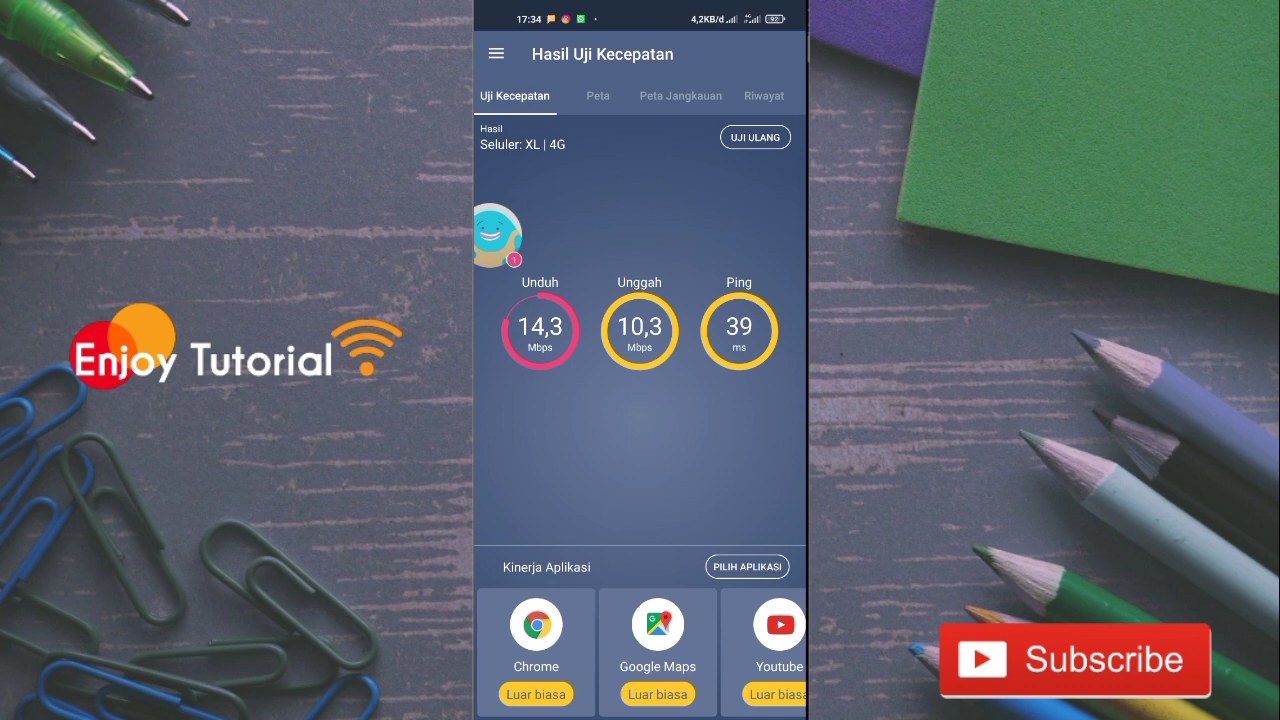 17:34
4,2KB/d
4G
92
Hasil Uji Kecepatan
Uji Kecepatan Peta Peta Jangkauan Riwayat
Hasil
Seluler: XL | 4G
UJI ULANG
1
Unduh Unggah Ping
14,3 10,3 39
Mbps Mbps ms
Enjoy Tutorial
Kinerja Aplikasi
PILIH APLIKASI
G
Chrome Google Maps Youtube
Luar biasa Luar biasa Luar biasa
Subscribe